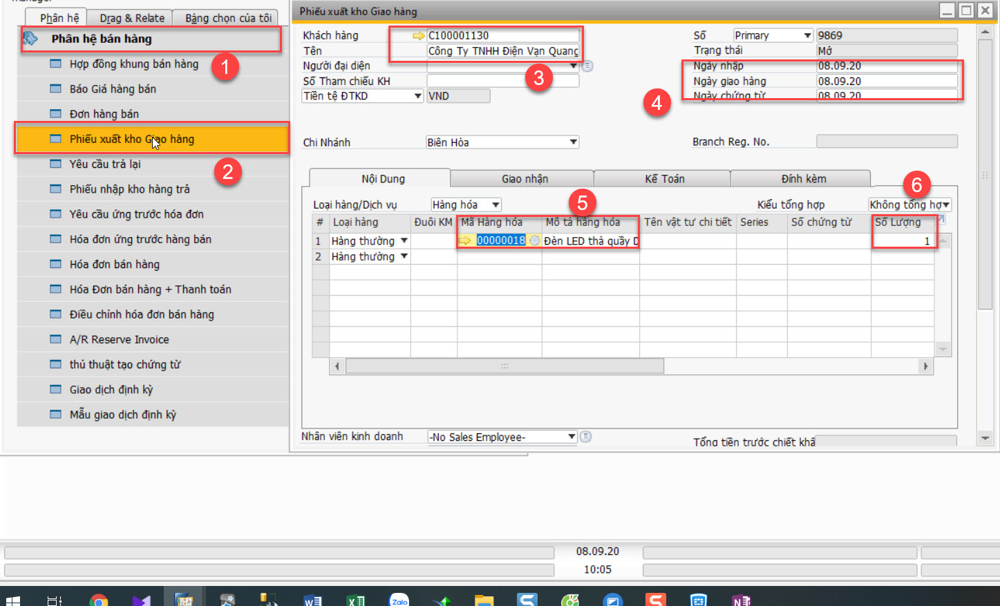 Phân hệ
Drag & Relate
Bảng chọn của tôi
Phân hệ bán hàng
1
Hợp đồng khung bán hàng
Báo Giá hàng bán
Đơn hàng bán
Phiếu xuất kho Giao hàng
2
Yêu cầu trả lại
Phiếu nhập kho hàng trả
Yêu cầu ứng trước hóa đơn
Hóa đơn ứng trước hàng bán
Hóa đơn bán hàng
Hóa Đơn bán hàng + Thanh toán
Điều chỉnh hóa đơn bán hàng
A/R Reserve Invoice
thủ thuật tạo chứng từ
Giao dịch định kỳ
Mẫu giao dịch định kỳ
Phiếu xuất kho Giao hàng
Khách hàng C100001130
Tên Công Ty TNHH Điện Vạn Quang
Người đại diện
3
Số Tham chiếu KH
Tiền tệ ĐTKD VND
Chi Nhánh Biên Hòa
Số Primary 9869
Trạng thái Mở
Ngày nhập 08.09.20
Ngày giao hàng 08.09.20
Ngày chứng từ 08.09.20
4
Branch Reg. No.
Nội Dung Giao nhận Kế Toán Đính kèm
5
6
Loại hàng/Dịch vụ Hàng hóa Kiểu tổng hợp Không tổng hợ
# Loại hàng Đuôi KM Mã Hàng hóa Mô tả hàng hóa Tên vật tư chi tiết Series Số chứng từ Số Lượng
1 Hàng thường 00000018 Đèn LED thả quầy D 1
2 Hàng thường
Nhân viên kinh doanh -No Sales Employee-
Tổng tiền trước chiết khấ
08.09.20
10:05
Zalo